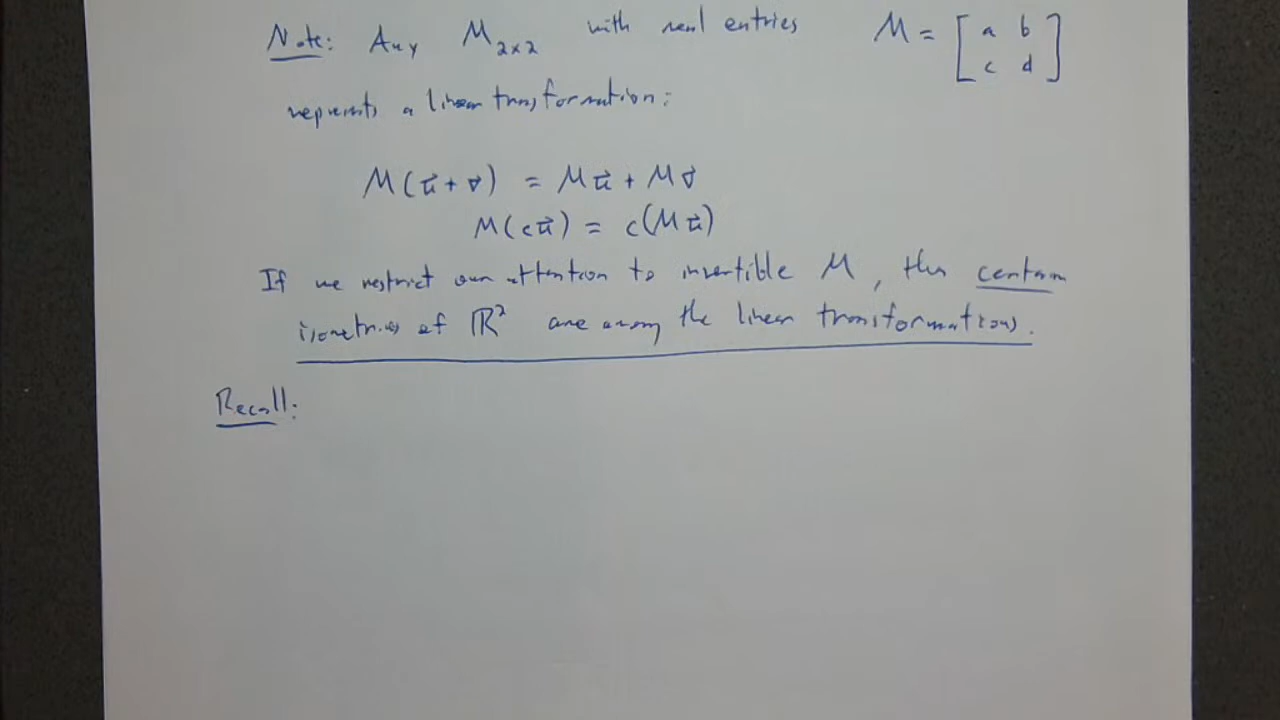 Note: Any M₂ₓ₂ with real entries M = [a b
c d]
represents a linear transformation:
M(u⃗ + v⃗) = Mu⃗ + Mv⃗
M(cu⃗) = c(Mu⃗)
If we restrict our attention to invertible M, then certain
isometries of ℝ² are among the linear transformations.
Recall: